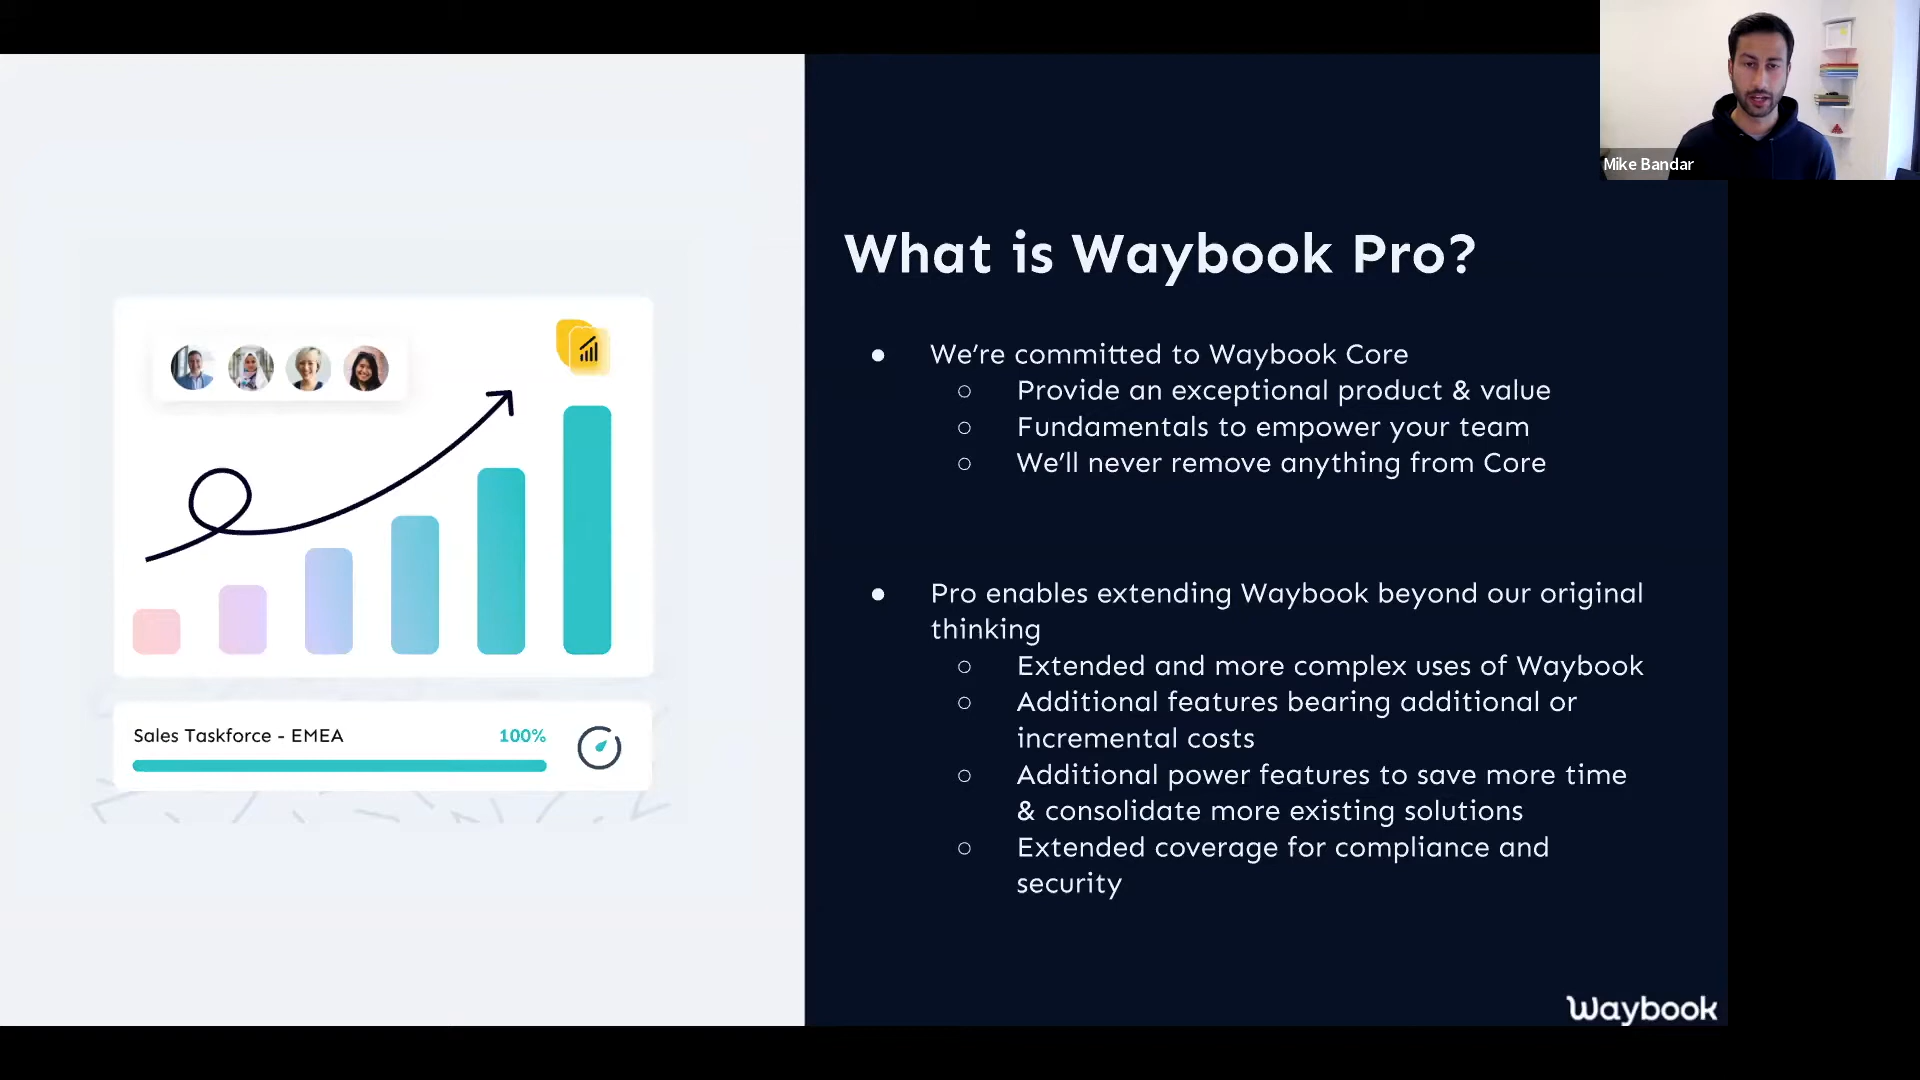 Mike Bandar
What is Waybook Pro?
● We’re committed to Waybook Core
○ Provide an exceptional product & value
○ Fundamentals to empower your team
○ We’ll never remove anything from Core
● Pro enables extending Waybook beyond our original
thinking
○ Extended and more complex uses of Waybook
○ Additional features bearing additional or
incremental costs
○ Additional power features to save more time
& consolidate more existing solutions
○ Extended coverage for compliance and
security
Sales Taskforce - EMEA 100%
Waybook